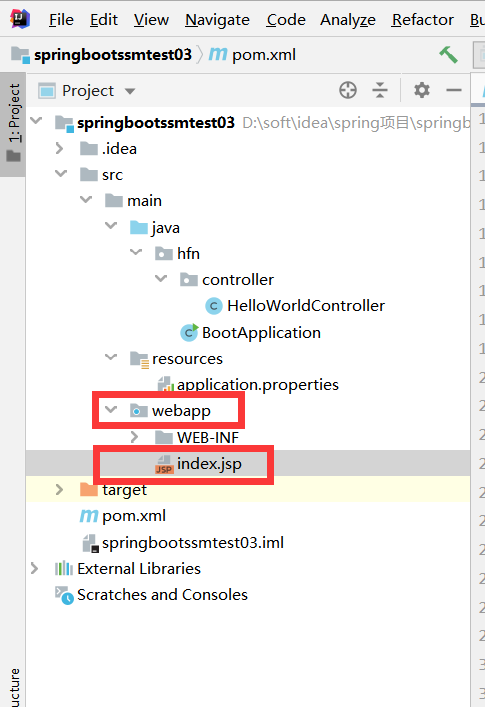 File Edit View Navigate Code Analyze Refactor Bu
springbootssmtest03 pom.xml
1: Project
Project
springbootssmtest03 D:\soft\idea\spring项目\springb
.idea
src
main
java
hfn
controller
HelloWorldController
BootApplication
resources
application.properties
webapp
WEB-INF
index.jsp
target
pom.xml
springbootssmtest03.iml
External Libraries
Scratches and Consoles
ucture